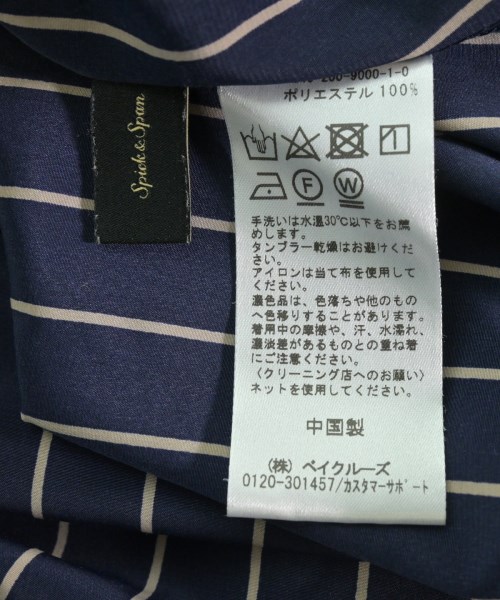 Spick & Span
-200-9000-1-0
ポリエステル 100%
F W
手洗いは水温30℃以下をお薦
めします。
タンブラー乾燥はお避けくだ
さい。
アイロンは当て布を使用して
ください。
濃色品は、色落ちや他のもの
へ色移りすることがあります。
着用中の摩擦や、汗、水濡れ、
濃淡差があるものとの重ね着
にご注意ください。
〈クリーニング店へのお願い〉
ネットを使用してください。
中国製
(株) ベイクルーズ
0120-301457/カスタマーサポート